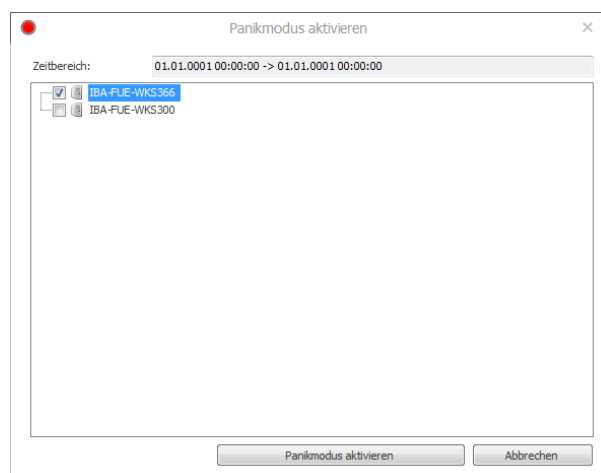 Panikmodus aktivieren
Zeitbereich: 01.01.0001 00:00:00 -> 01.01.0001 00:00:00
IBA-FUE-WKS366
IBA-FUE-WKS300
Panikmodus aktivieren Abbrechen